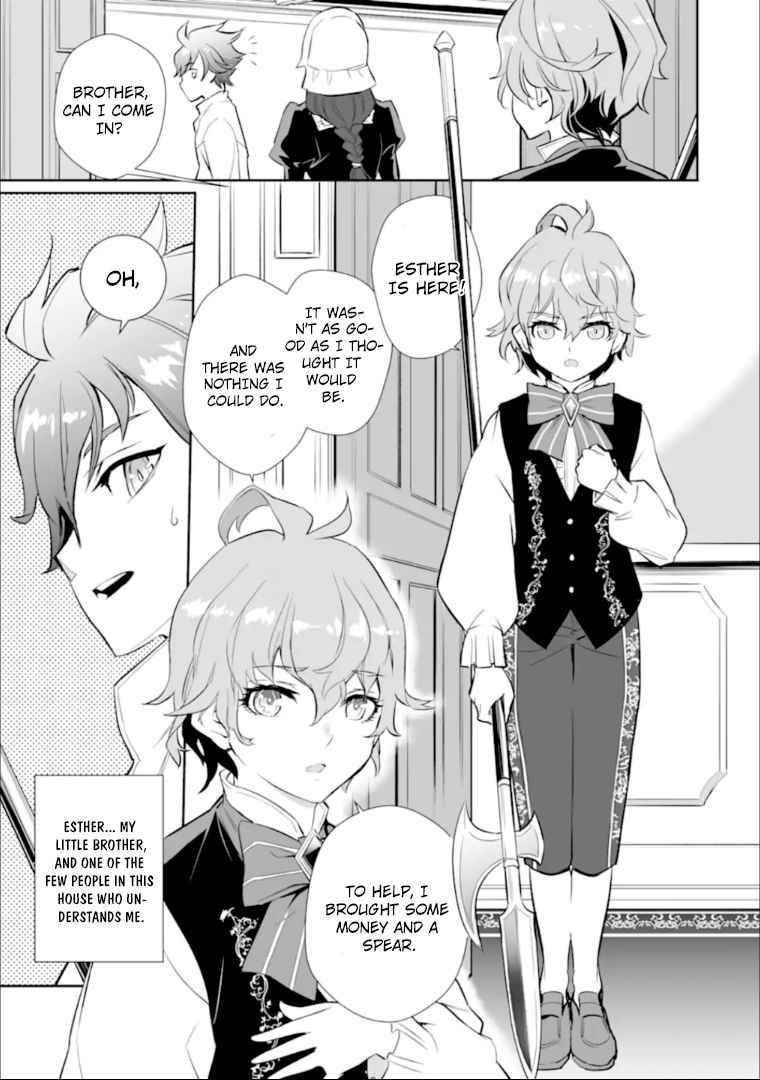 BROTHER,
CAN I COME
IN?
ESTHER
IS HERE!
OH,
IT WAS-
N'T AS GO-
OD AS I THO-
UGHT IT
WOULD
BE.
AND
THERE WAS
NOTHING I
COULD DO.
ESTHER... MY
LITTLE BROTHER,
AND ONE OF THE
FEW PEOPLE IN THIS
HOUSE WHO UN-
DERSTANDS ME.
TO HELP, I
BROUGHT SOME
MONEY AND A
SPEAR.